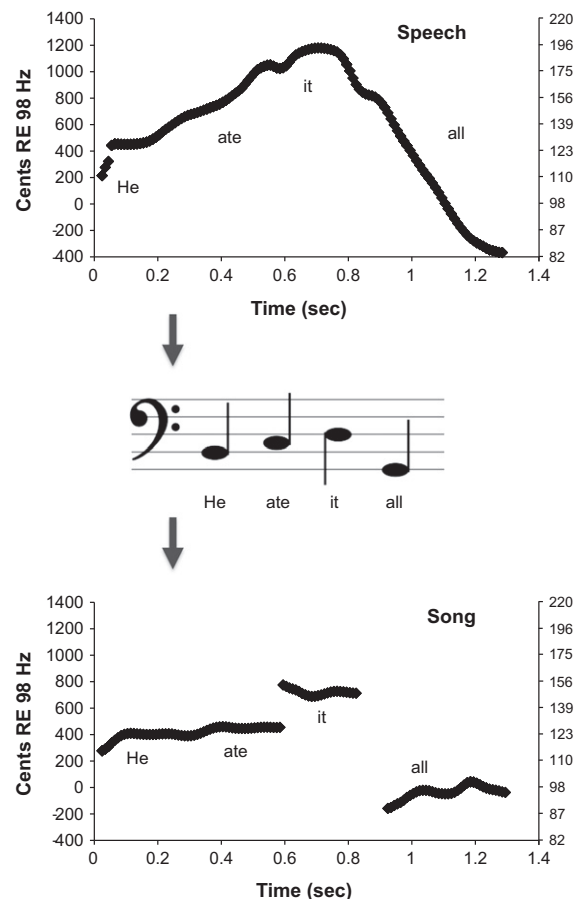 Speech
Cents RE 98 Hz
1400
1200
1000
800
600
400
200
0
-200
-400
220
196
175
156
139
123
110
98
87
82
He
ate
it
all
0 0.2 0.4 0.6 0.8 1 1.2 1.4
Time (sec)
He ate it all
Song
Cents RE 98 Hz
1400
1200
1000
800
600
400
200
0
-200
-400
220
196
175
156
139
123
110
98
87
82
He
ate
it
all
0 0.2 0.4 0.6 0.8 1 1.2 1.4
Time (sec)